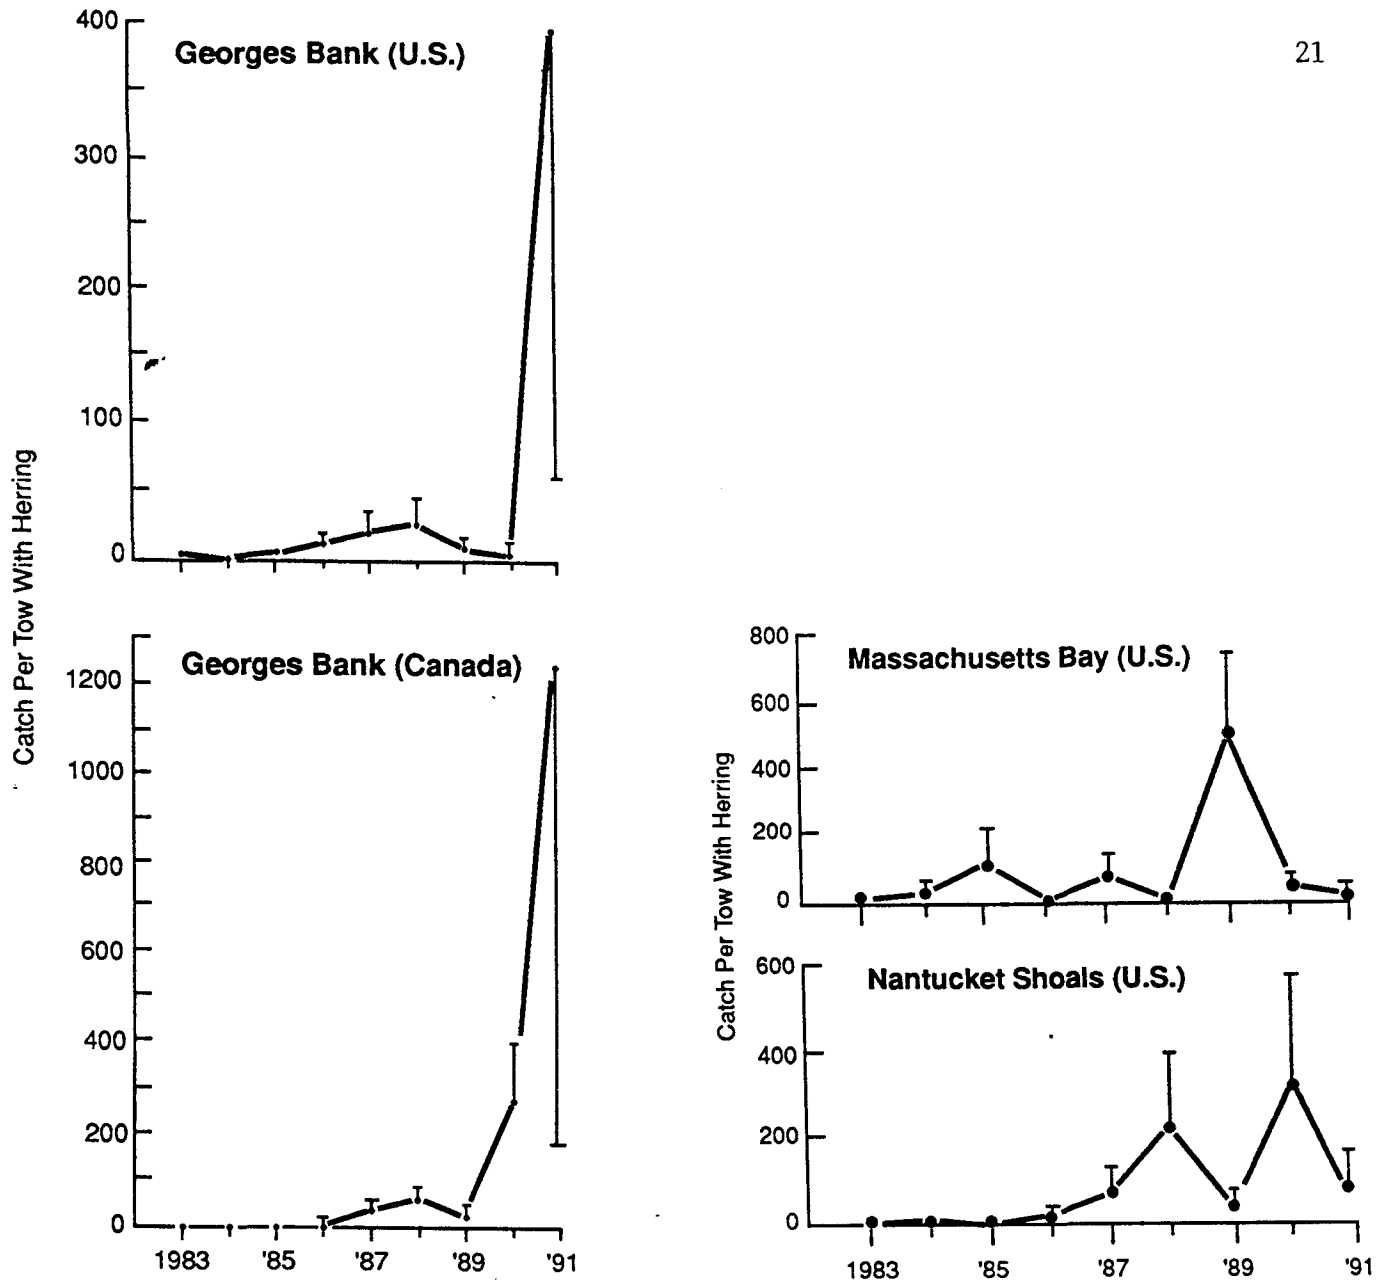 21
Georges Bank (U.S.)
400
300
200
100
0
Catch Per Tow With Herring
Georges Bank (Canada)
1200
1000
800
600
400
200
0
1983 '85 '87 '89 '91
Massachusetts Bay (U.S.)
800
600
400
200
0
Catch Per Tow With Herring
Nantucket Shoals (U.S.)
600
400
200
0
1983 '85 '87 '89 '91